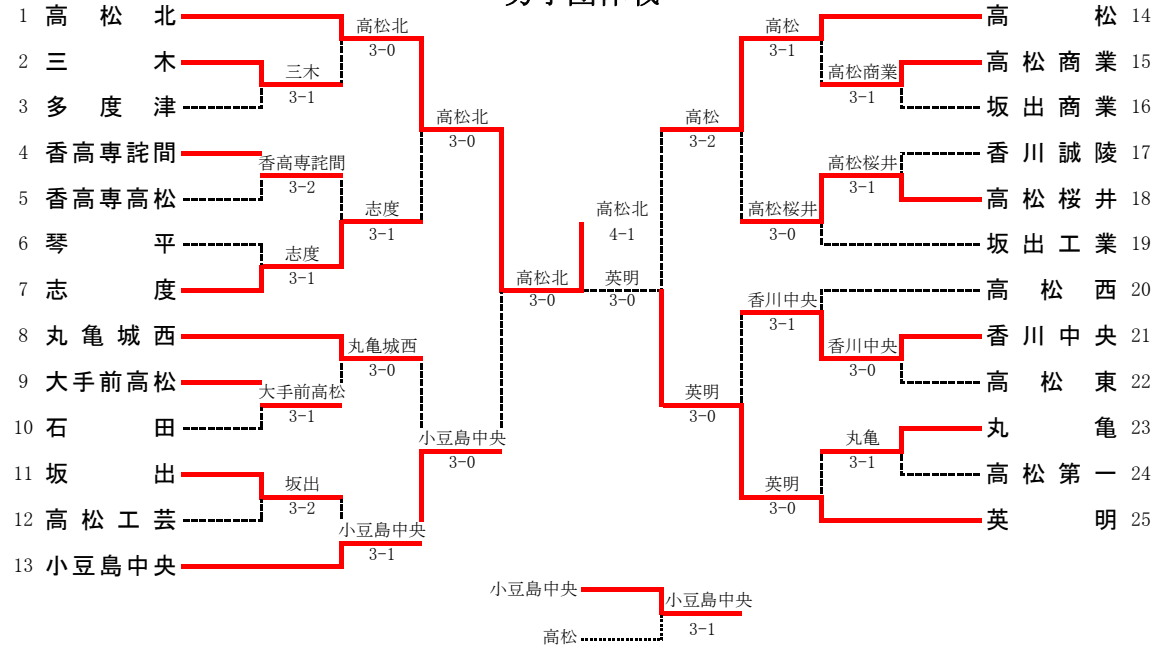 男子団体戦
1 高松北
2 三木
3 多度津
4 香高専詫間
5 香高専高松
6 琴平
7 志度
8 丸亀城西
9 大手前高松
10 石田
11 坂出
12 高松工芸
13 小豆島中央
三木
3-1
香高専詫間
3-2
志度
3-1
大手前高松
3-1
坂出
3-2
高松北
3-0
志度
3-1
丸亀城西
3-0
小豆島中央
3-1
高松北
3-0
小豆島中央
3-0
高松北
3-0
高松北
4-1
英明
3-0
高松
3-2
英明
3-0
高松
3-1
高松桜井
3-0
香川中央
3-1
英明
3-0
高松商業
3-1
高松桜井
3-1
香川中央
3-0
丸亀
3-1
高松 14
高松商業 15
坂出商業 16
香川誠陵 17
高松桜井 18
坂出工業 19
高松西 20
香川中央 21
高松東 22
丸亀 23
高松第一 24
英明 25
小豆島中央
高松
小豆島中央
3-1